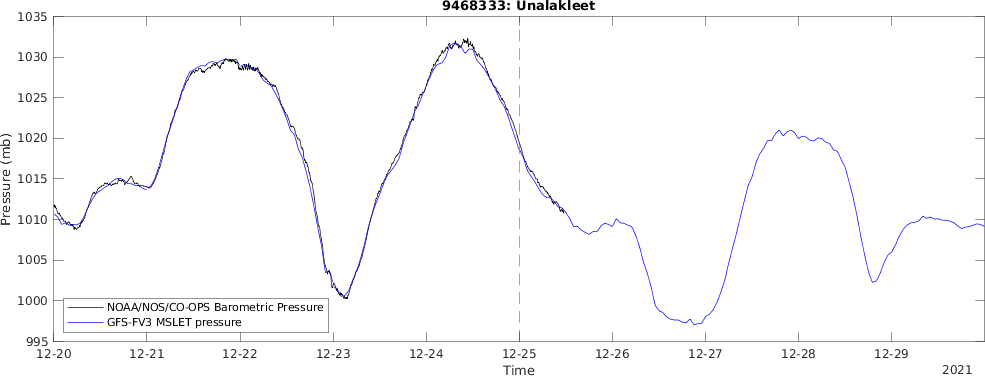 9468333: Unalakleet
Pressure (mb)
1035
1030
1025
1020
1015
1010
1005
1000
995
NOAA/NOS/CO-OPS Barometric Pressure
GFS-FV3 MSLET pressure
12-20 12-21 12-22 12-23 12-24 12-25 12-26 12-27 12-28 12-29
Time
2021